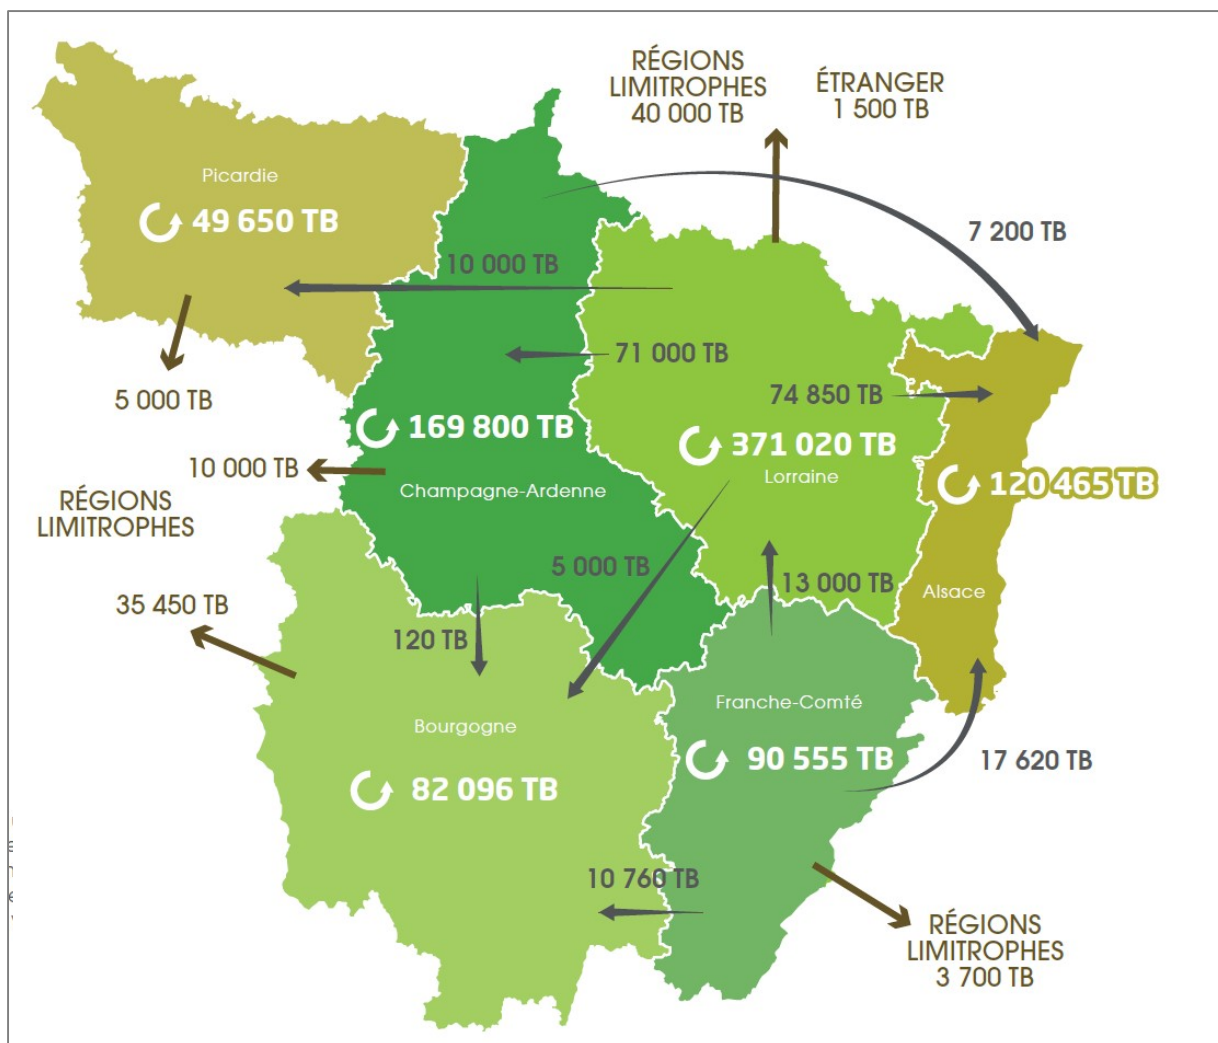 RÉGIONS
LIMITROPHES
40 000 TB
ÉTRANGER
1 500 TB
Picardie
49 650 TB
7 200 TB
10 000 TB
71 000 TB
74 850 TB
5 000 TB
169 800 TB
371 020 TB
10 000 TB
Lorraine
120 465 TB
Champagne-Ardenne
RÉGIONS
LIMITROPHES
5 000 TB
13 000 TB
Alsace
35 450 TB
120 TB
Franche-Comté
Bourgogne
90 555 TB
17 620 TB
82 096 TB
10 760 TB
RÉGIONS
LIMITROPHES
3 700 TB